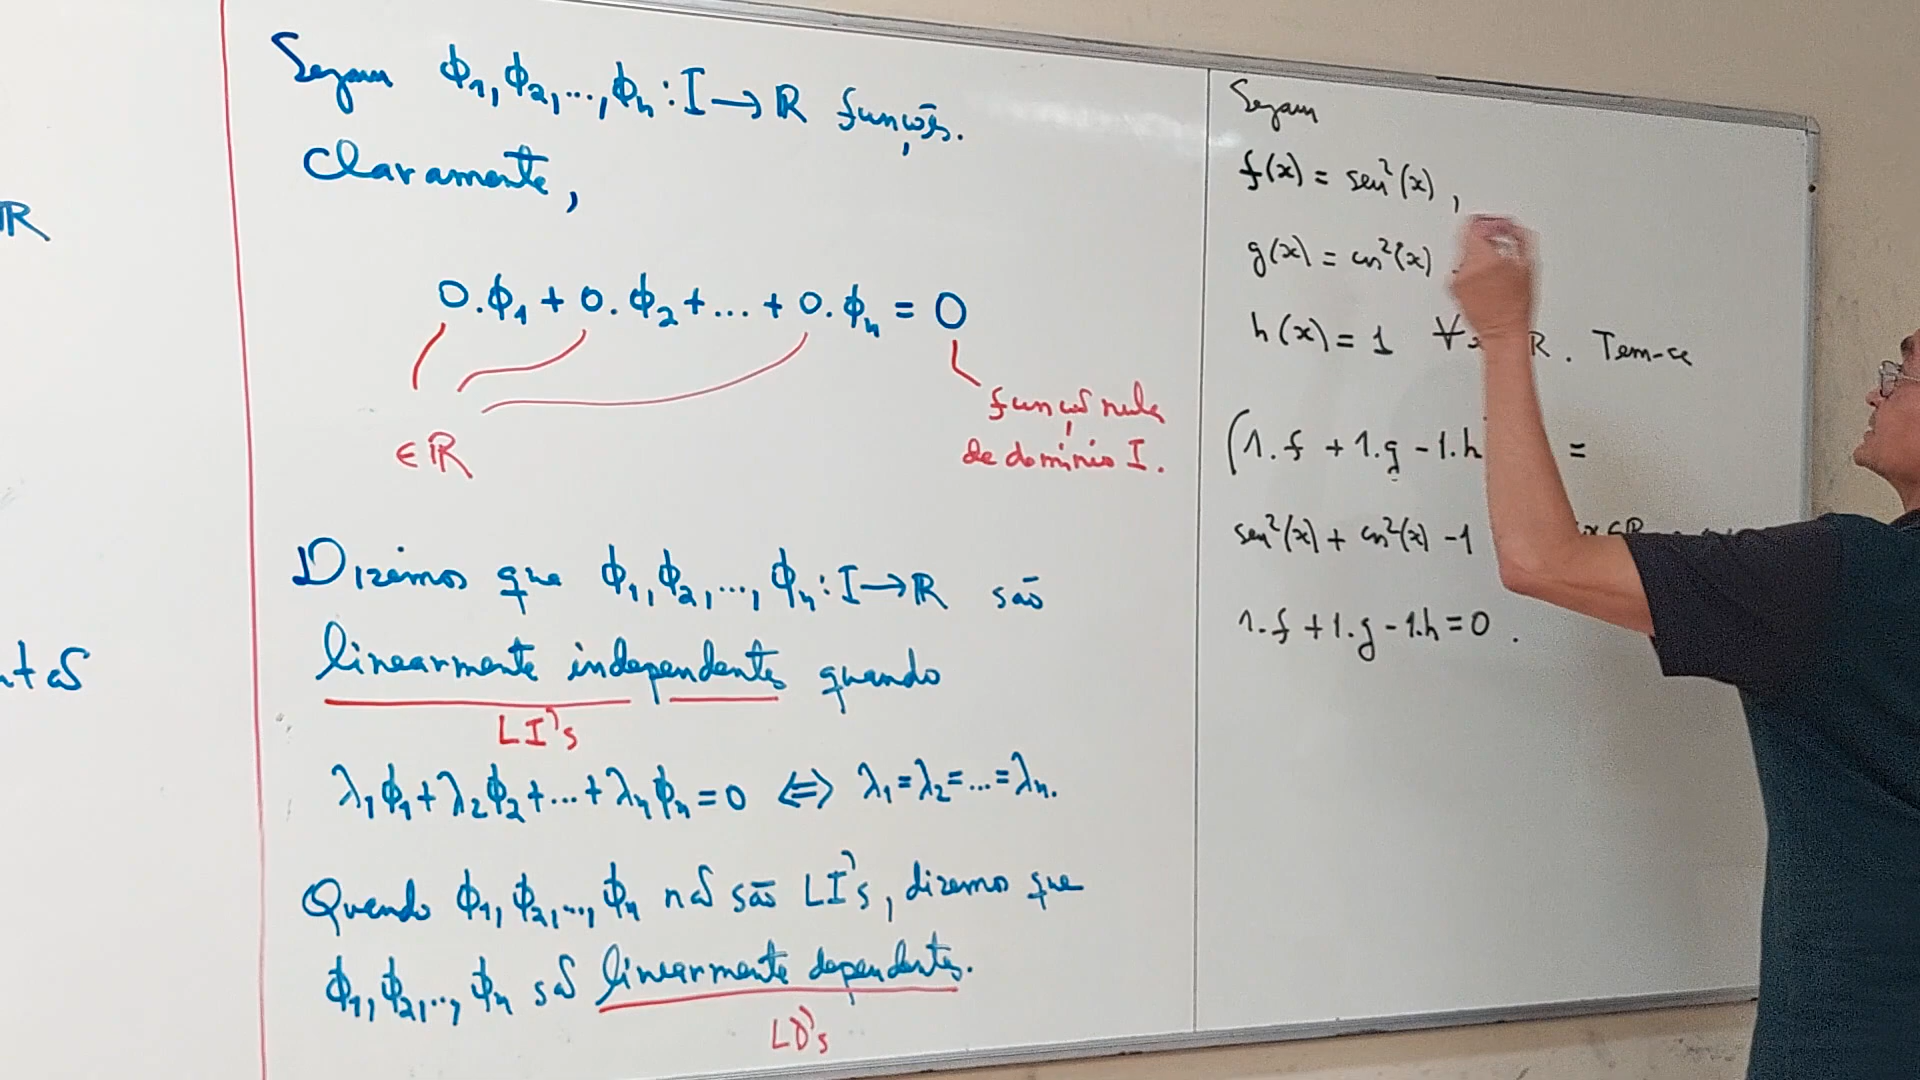 R
ntos
Sejam ϕ₁, ϕ₂, ..., ϕₙ : I → ℝ funções.
Claramente,
0.ϕ₁ + 0.ϕ₂ + ... + 0.ϕₙ = 0
∈ ℝ
função nula
de domínio I.
Dizemos que ϕ₁, ϕ₂, ..., ϕₙ : I → ℝ são
linearmente independentes quando
LI's
λ₁ϕ₁ + λ₂ϕ₂ + ... + λₙϕₙ = 0 ⇔ λ₁ = λ₂ = ... = λₙ.
Quando ϕ₁, ϕ₂, ..., ϕₙ não são LI's, dizemos que
ϕ₁, ϕ₂, ..., ϕₙ são linearmente dependentes.
LD's
Sejam
f(x) = sen²(x),
g(x) = cos²(x)
h(x) = 1 ∀x R. Tem-se
(1.f + 1.g - 1.h =
sen²(x) + cos²(x) - 1 x ∈ ℝ
1.f + 1.g - 1.h = 0.